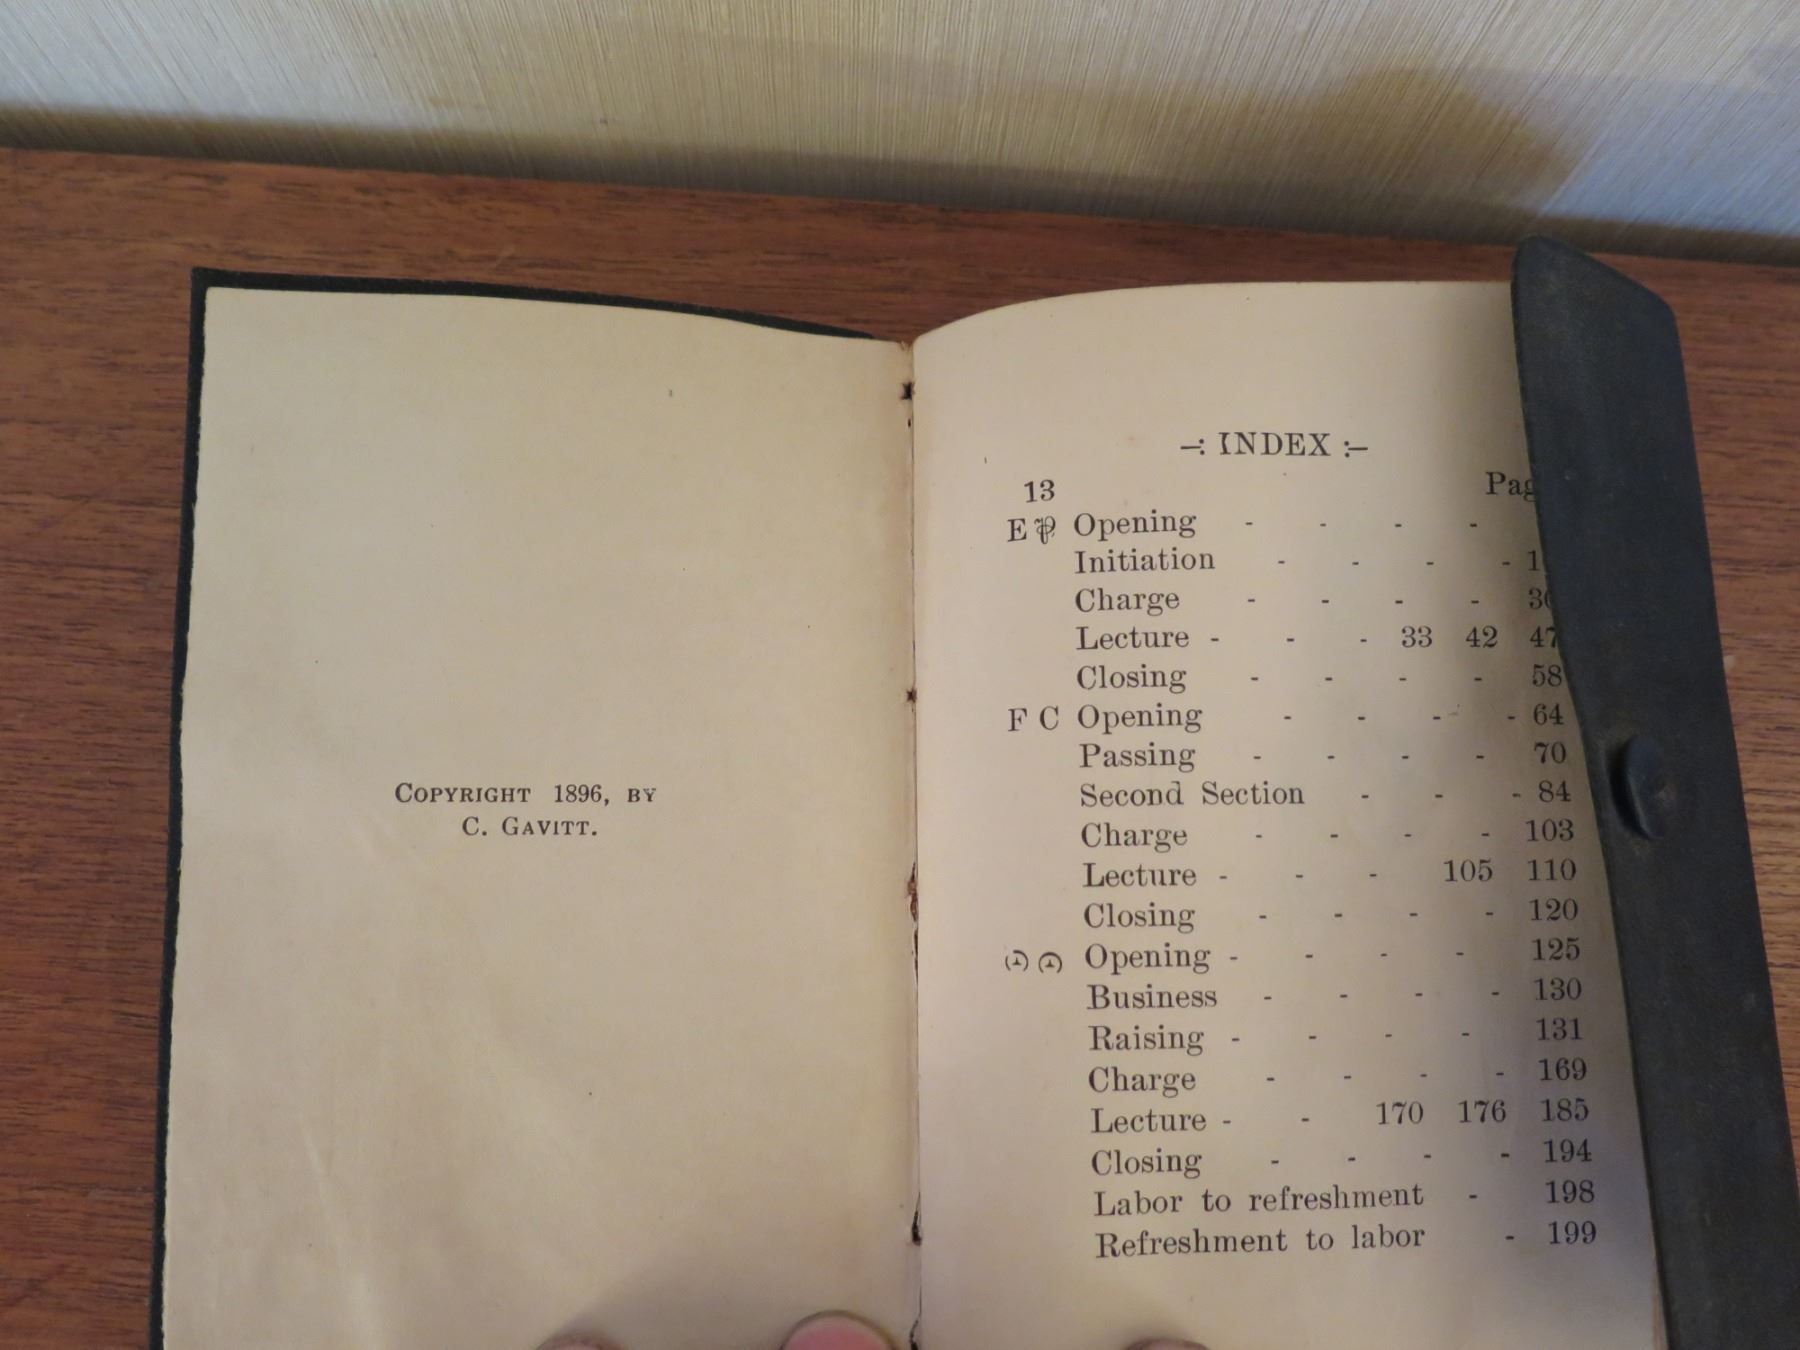 COPYRIGHT 1896, BY
C. GAVITT.
-: INDEX :-
13
E Opening - - - -
Initiation - - - -
Charge - - - -
Lecture - - - 33 42 47
Closing - - - - 58
F C Opening - - - - 64
Passing - - - - 70
Second Section - - - 84
Charge - - - - 103
Lecture - - - 105 110
Closing - - - - 120
Opening - - - - 125
Business - - - - 130
Raising - - - - 131
Charge - - - - 169
Lecture - - 170 176 185
Closing - - - - 194
Labor to refreshment - 198
Refreshment to labor - 199